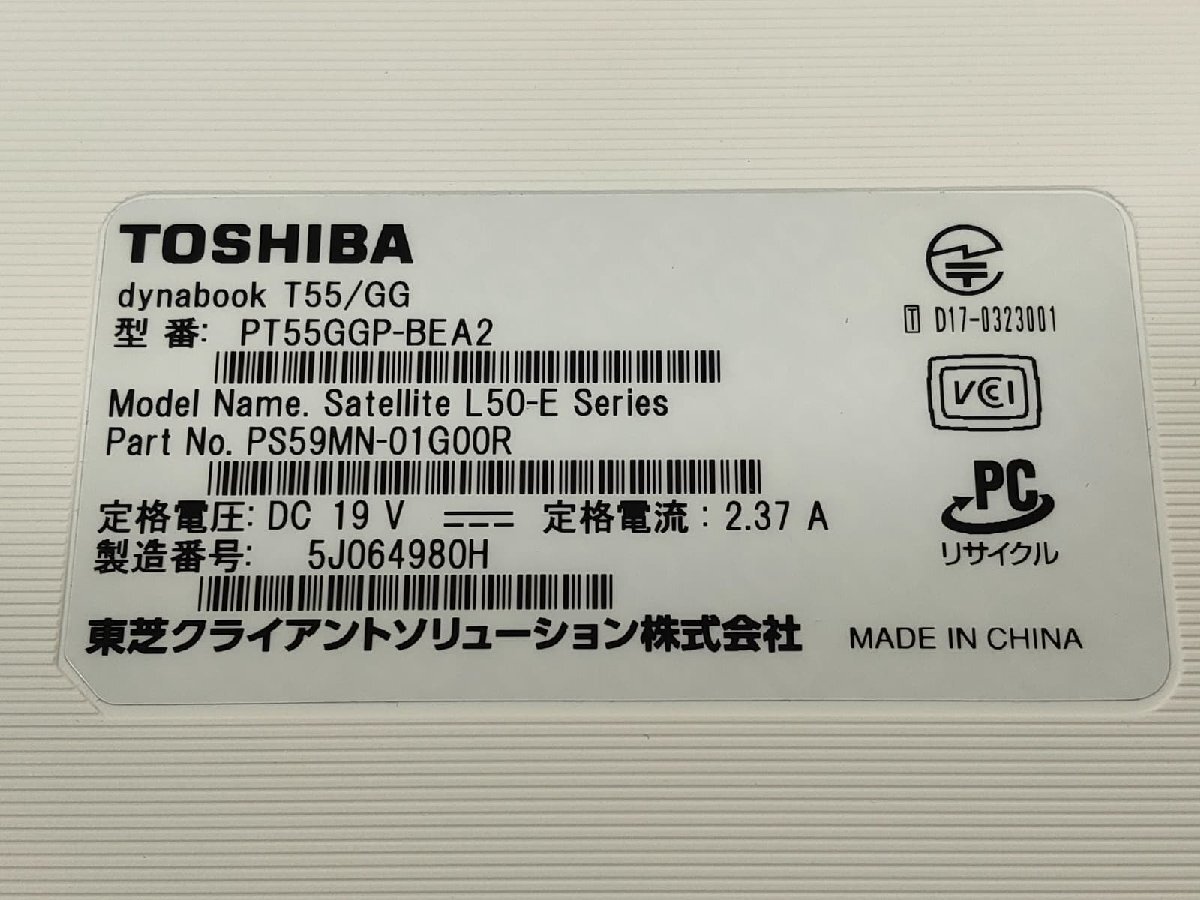 TOSHIBA
dynabook T55/GG
型 番: PT55GGP-BEA2
Model Name. Satellite L50-E Series
Part No. PS59MN-01G00R
定格電圧: DC 19 V 定格電流 : 2.37 A
製造番号: 5J064980H
東芝クライアントソリューション株式会社 MADE IN CHINA
T D17-0323001
VCCI
PC
リサイクル